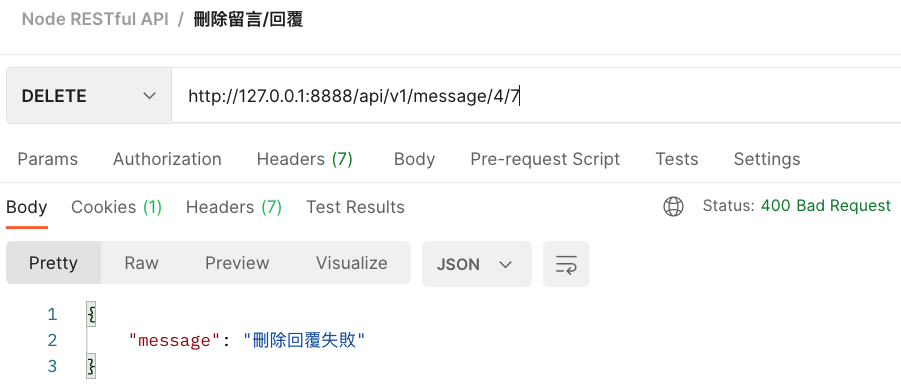 Node RESTful API / 刪除留言/回覆
DELETE http://127.0.0.1:8888/api/v1/message/4/7
Params Authorization Headers (7) Body Pre-request Script Tests Settings
Body Cookies (1) Headers (7) Test Results Status: 400 Bad Request
Pretty Raw Preview Visualize JSON
1 {
2 "message": "刪除回覆失敗"
3 }